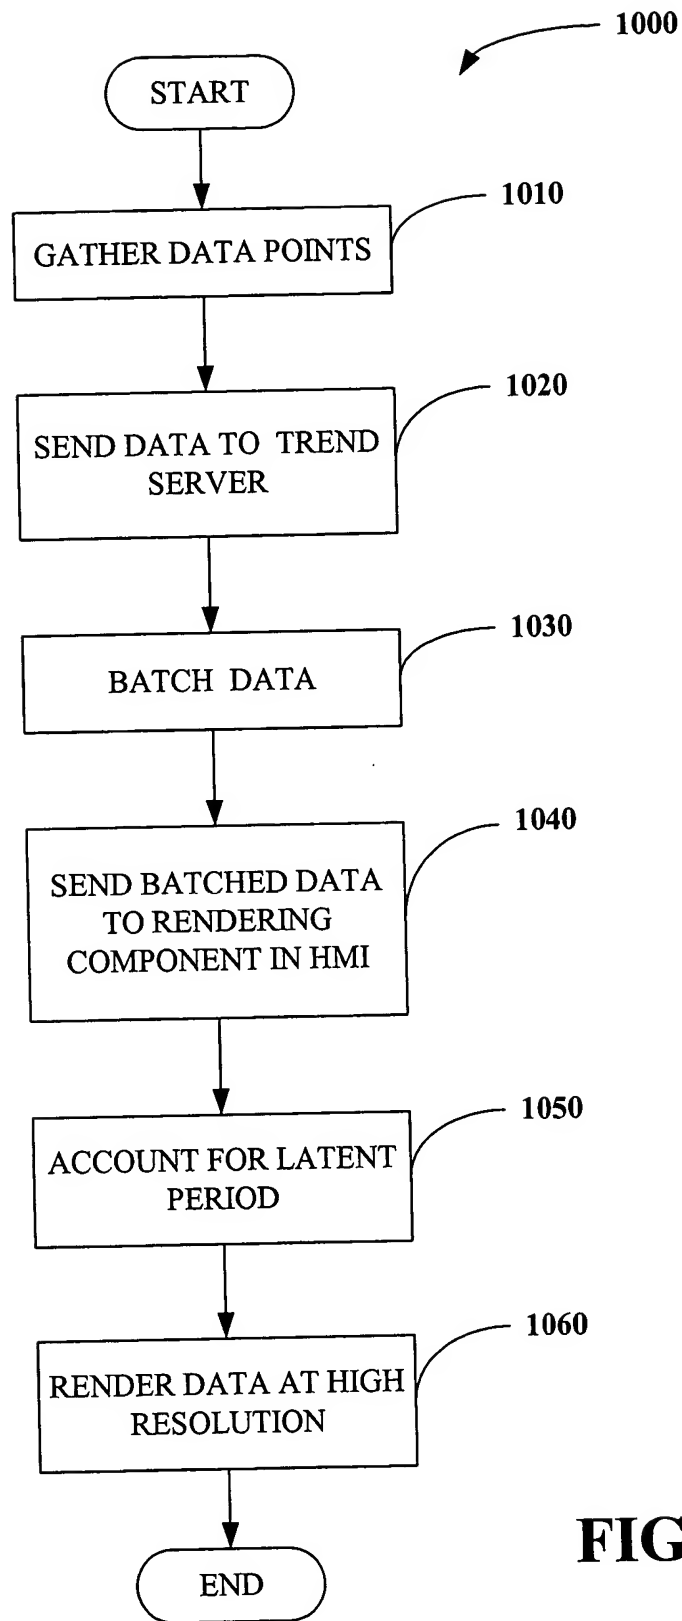 1000
START
1010
GATHER DATA POINTS
1020
SEND DATA TO TREND
SERVER
1030
BATCH DATA
1040
SEND BATCHED DATA
TO RENDERING
COMPONENT IN HMI
1050
ACCOUNT FOR LATENT
PERIOD
1060
RENDER DATA AT HIGH
RESOLUTION
FIG
END